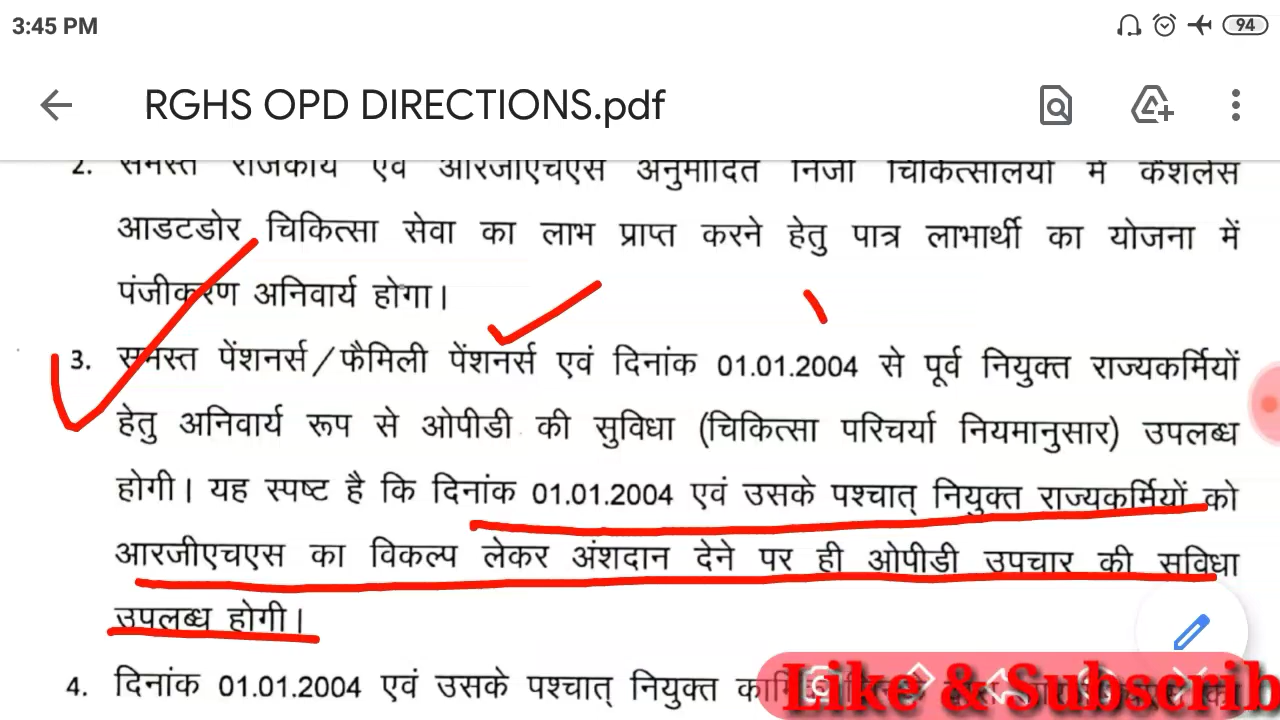 3:45 PM
94
RGHS OPD DIRECTIONS.pdf
2. समस्त राजकीय एवं आरजीएचएस अनुमोदित निजी चिकित्सालयों में कैशलेस
आडटडोर चिकित्सा सेवा का लाभ प्राप्त करने हेतु पात्र लाभार्थी का योजना में
पंजीकरण अनिवार्य होगा।
3. समस्त पेंशनर्स/फैमिली पेंशनर्स एवं दिनांक 01.01.2004 से पूर्व नियुक्त राज्यकर्मियों
हेतु अनिवार्य रूप से ओपीडी की सुविधा (चिकित्सा परिचर्या नियमानुसार) उपलब्ध
होगी। यह स्पष्ट है कि दिनांक 01.01.2004 एवं उसके पश्चात् नियुक्त राज्यकर्मियों को
आरजीएचएस का विकल्प लेकर अंशदान देने पर ही ओपीडी उपचार की सविधा
उपलब्ध होगी।
4. दिनांक 01.01.2004 एवं उसके पश्चात् नियुक्त
Like & Subscrib